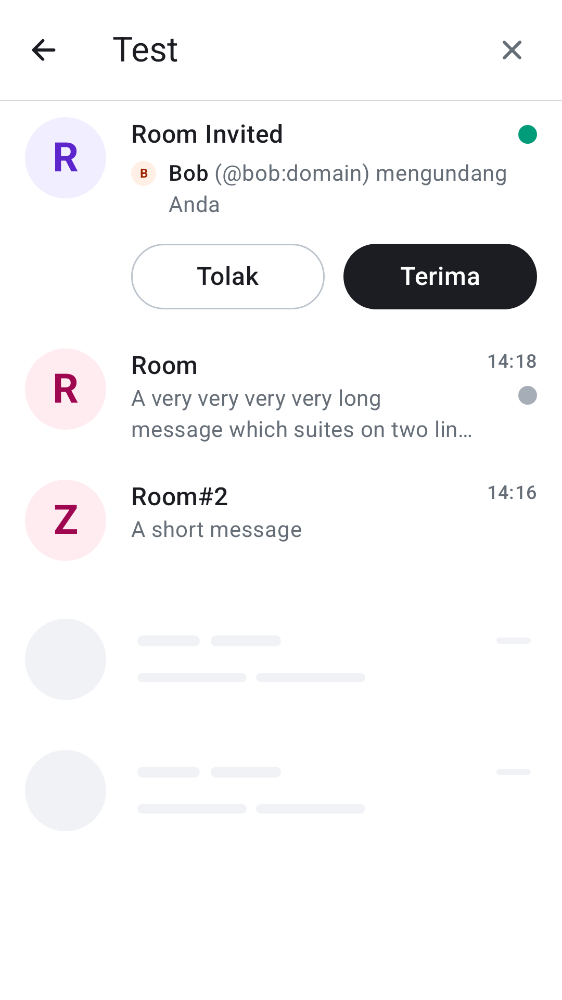 Test
R
Room Invited
B
Bob (@bob:domain) mengundang
Anda
Tolak
Terima
R
Room
14:18
A very very very very long
message which suites on two lin…
Z
Room#2
14:16
A short message